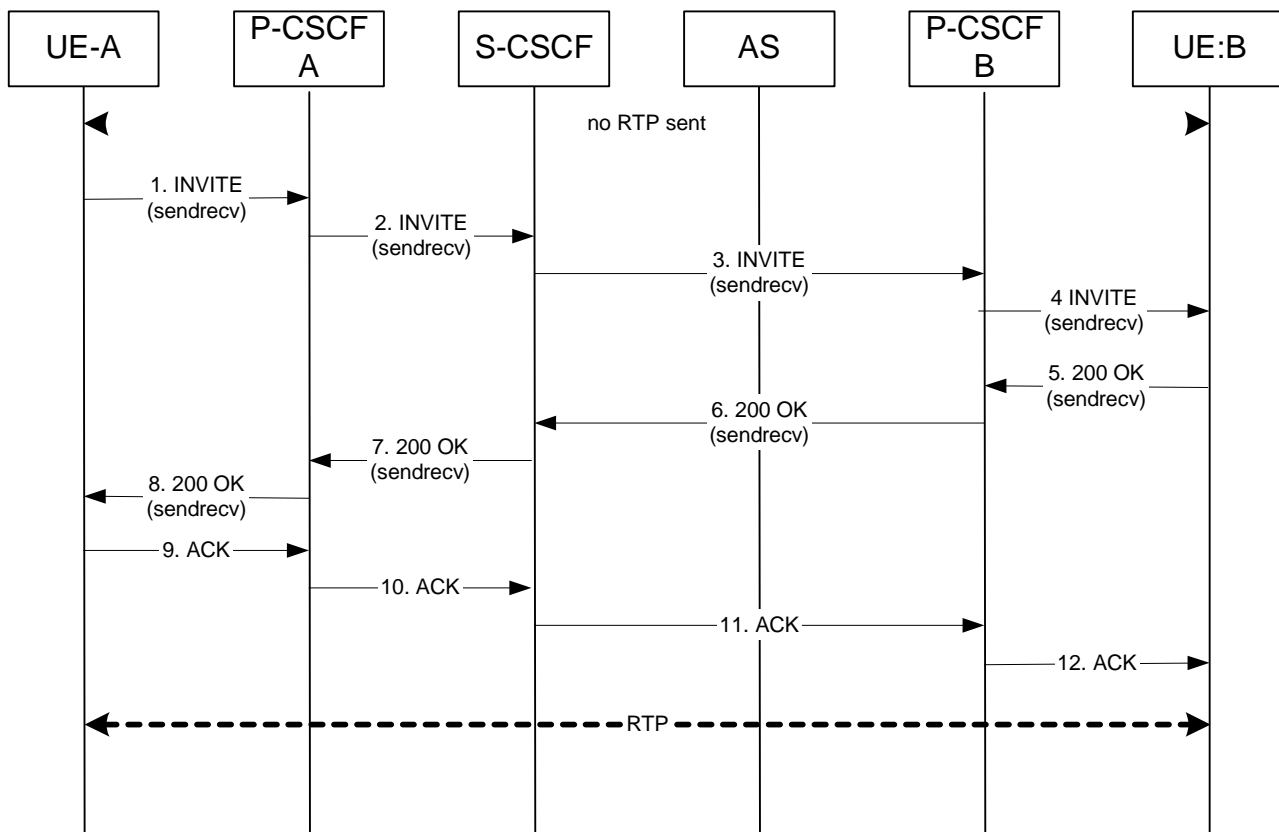 UE-A
P-CSCF
A
S-CSCF
AS
P-CSCF
B
UE:B
no RTP sent
1. INVITE
(sendrecv)
2. INVITE
(sendrecv)
3. INVITE
(sendrecv)
4 INVITE
(sendrecv)
5. 200 OK
(sendrecv)
6. 200 OK
(sendrecv)
7. 200 OK
(sendrecv)
8. 200 OK
(sendrecv)
9. ACK
10. ACK
11. ACK
12. ACK
RTP